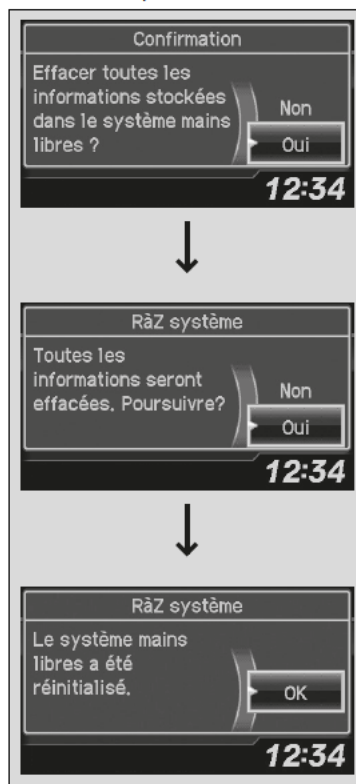 Confirmation
Effacer toutes les
informations stockées
dans le système mains
libres ?
Non
Oui
12:34
RàZ système
Toutes les
informations seront
effacées. Poursuivre?
Non
Oui
12:34
RàZ système
Le système mains
libres a été
réinitialisé.
OK
12:34